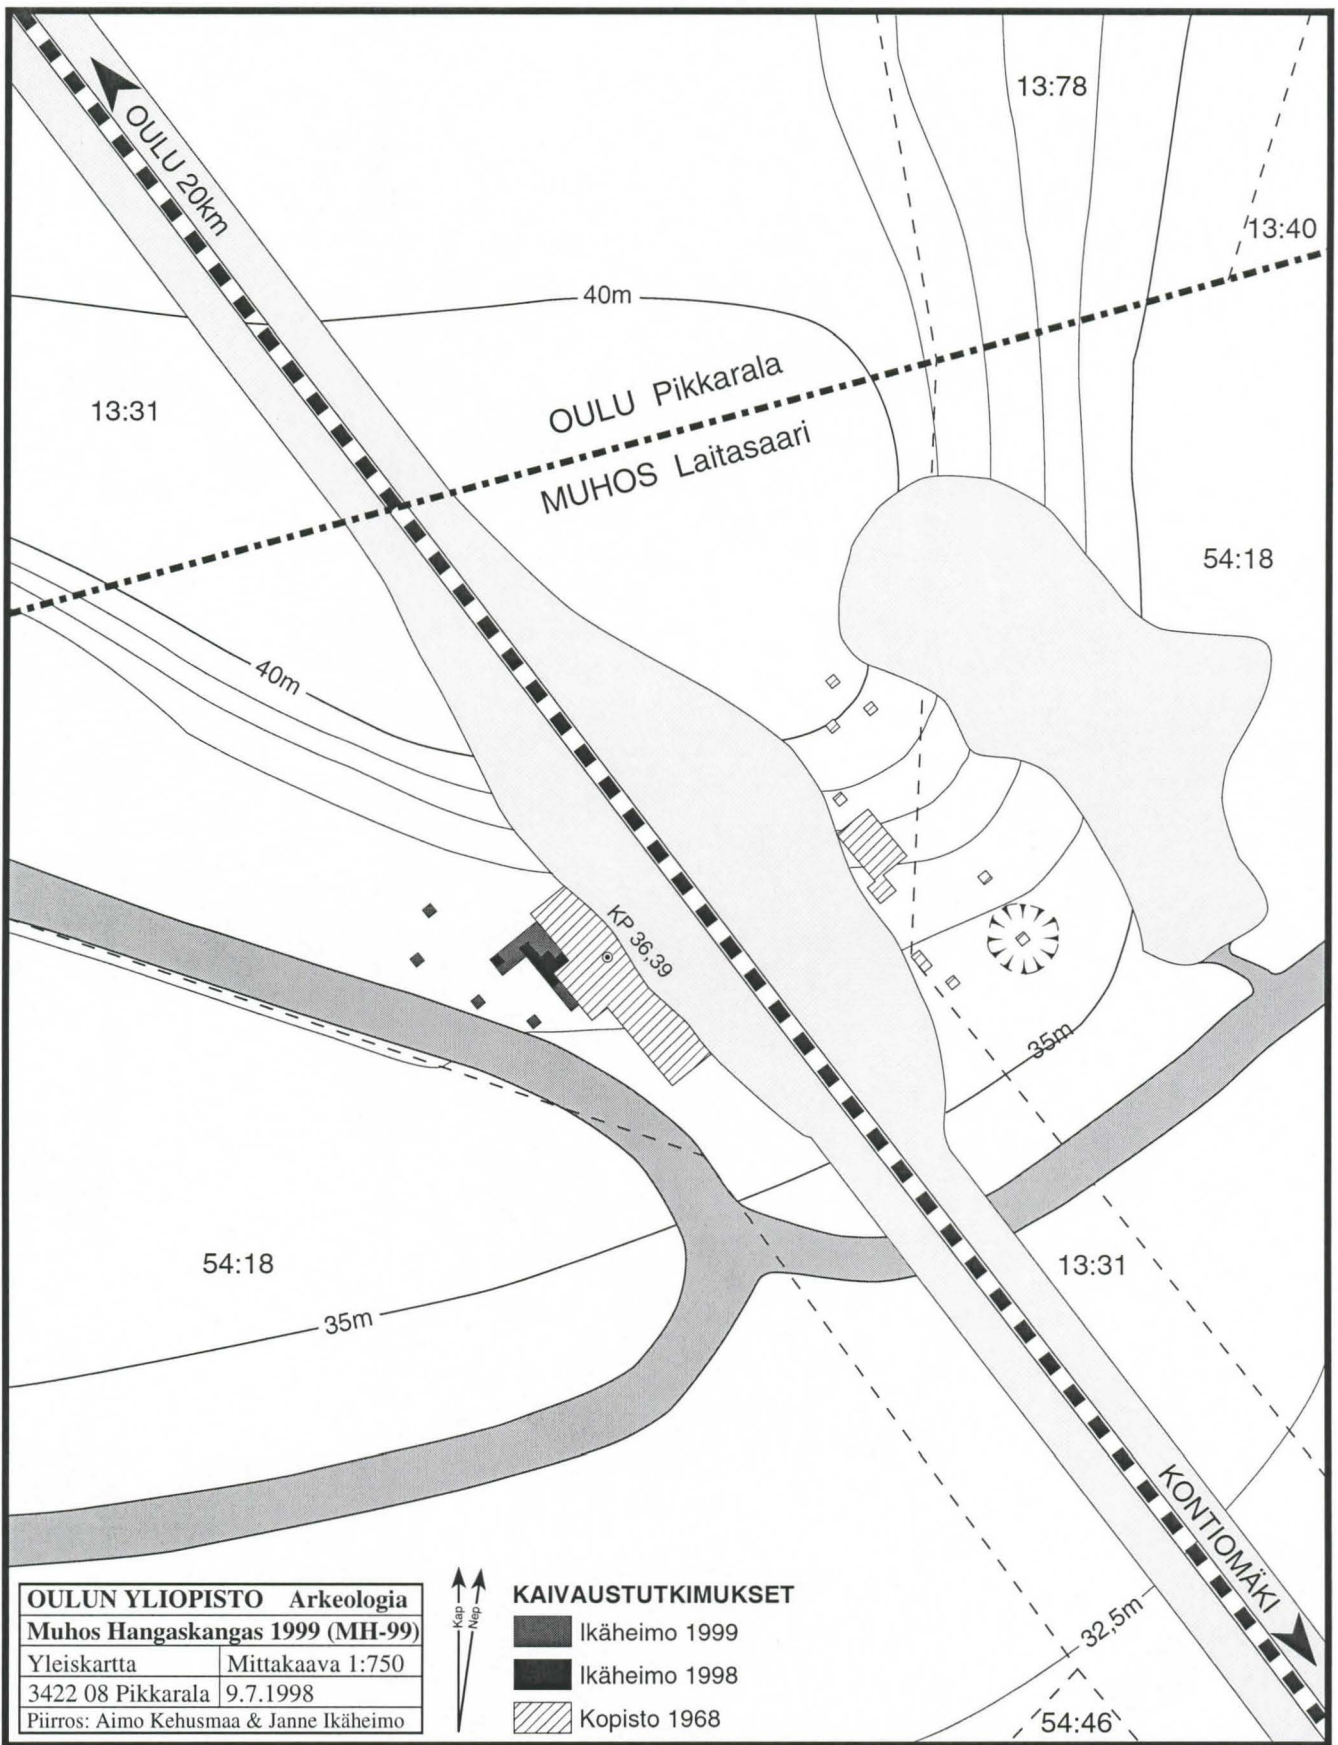 13:78
OULU 20km
13:40
40m
13:31
OULU Pikkarala
MUHOS Laitasaari
54:18
40m
KP 36,39
35m
54:18
13:31
35m
KONTIOMÄKI
32,5m
54:46
OULUN YLIOPISTO Arkeologia
Muhos Hangaskangas 1999 (MH-99)
Yleiskartta Mittakaava 1:750
3422 08 Pikkarala 9.7.1998
Piirros: Aimo Kehusmaa & Janne Ikäheimo
Kap
Nep
KAIVAUSTUTKIMUKSET
Ikäheimo 1999
Ikäheimo 1998
Kopisto 1968